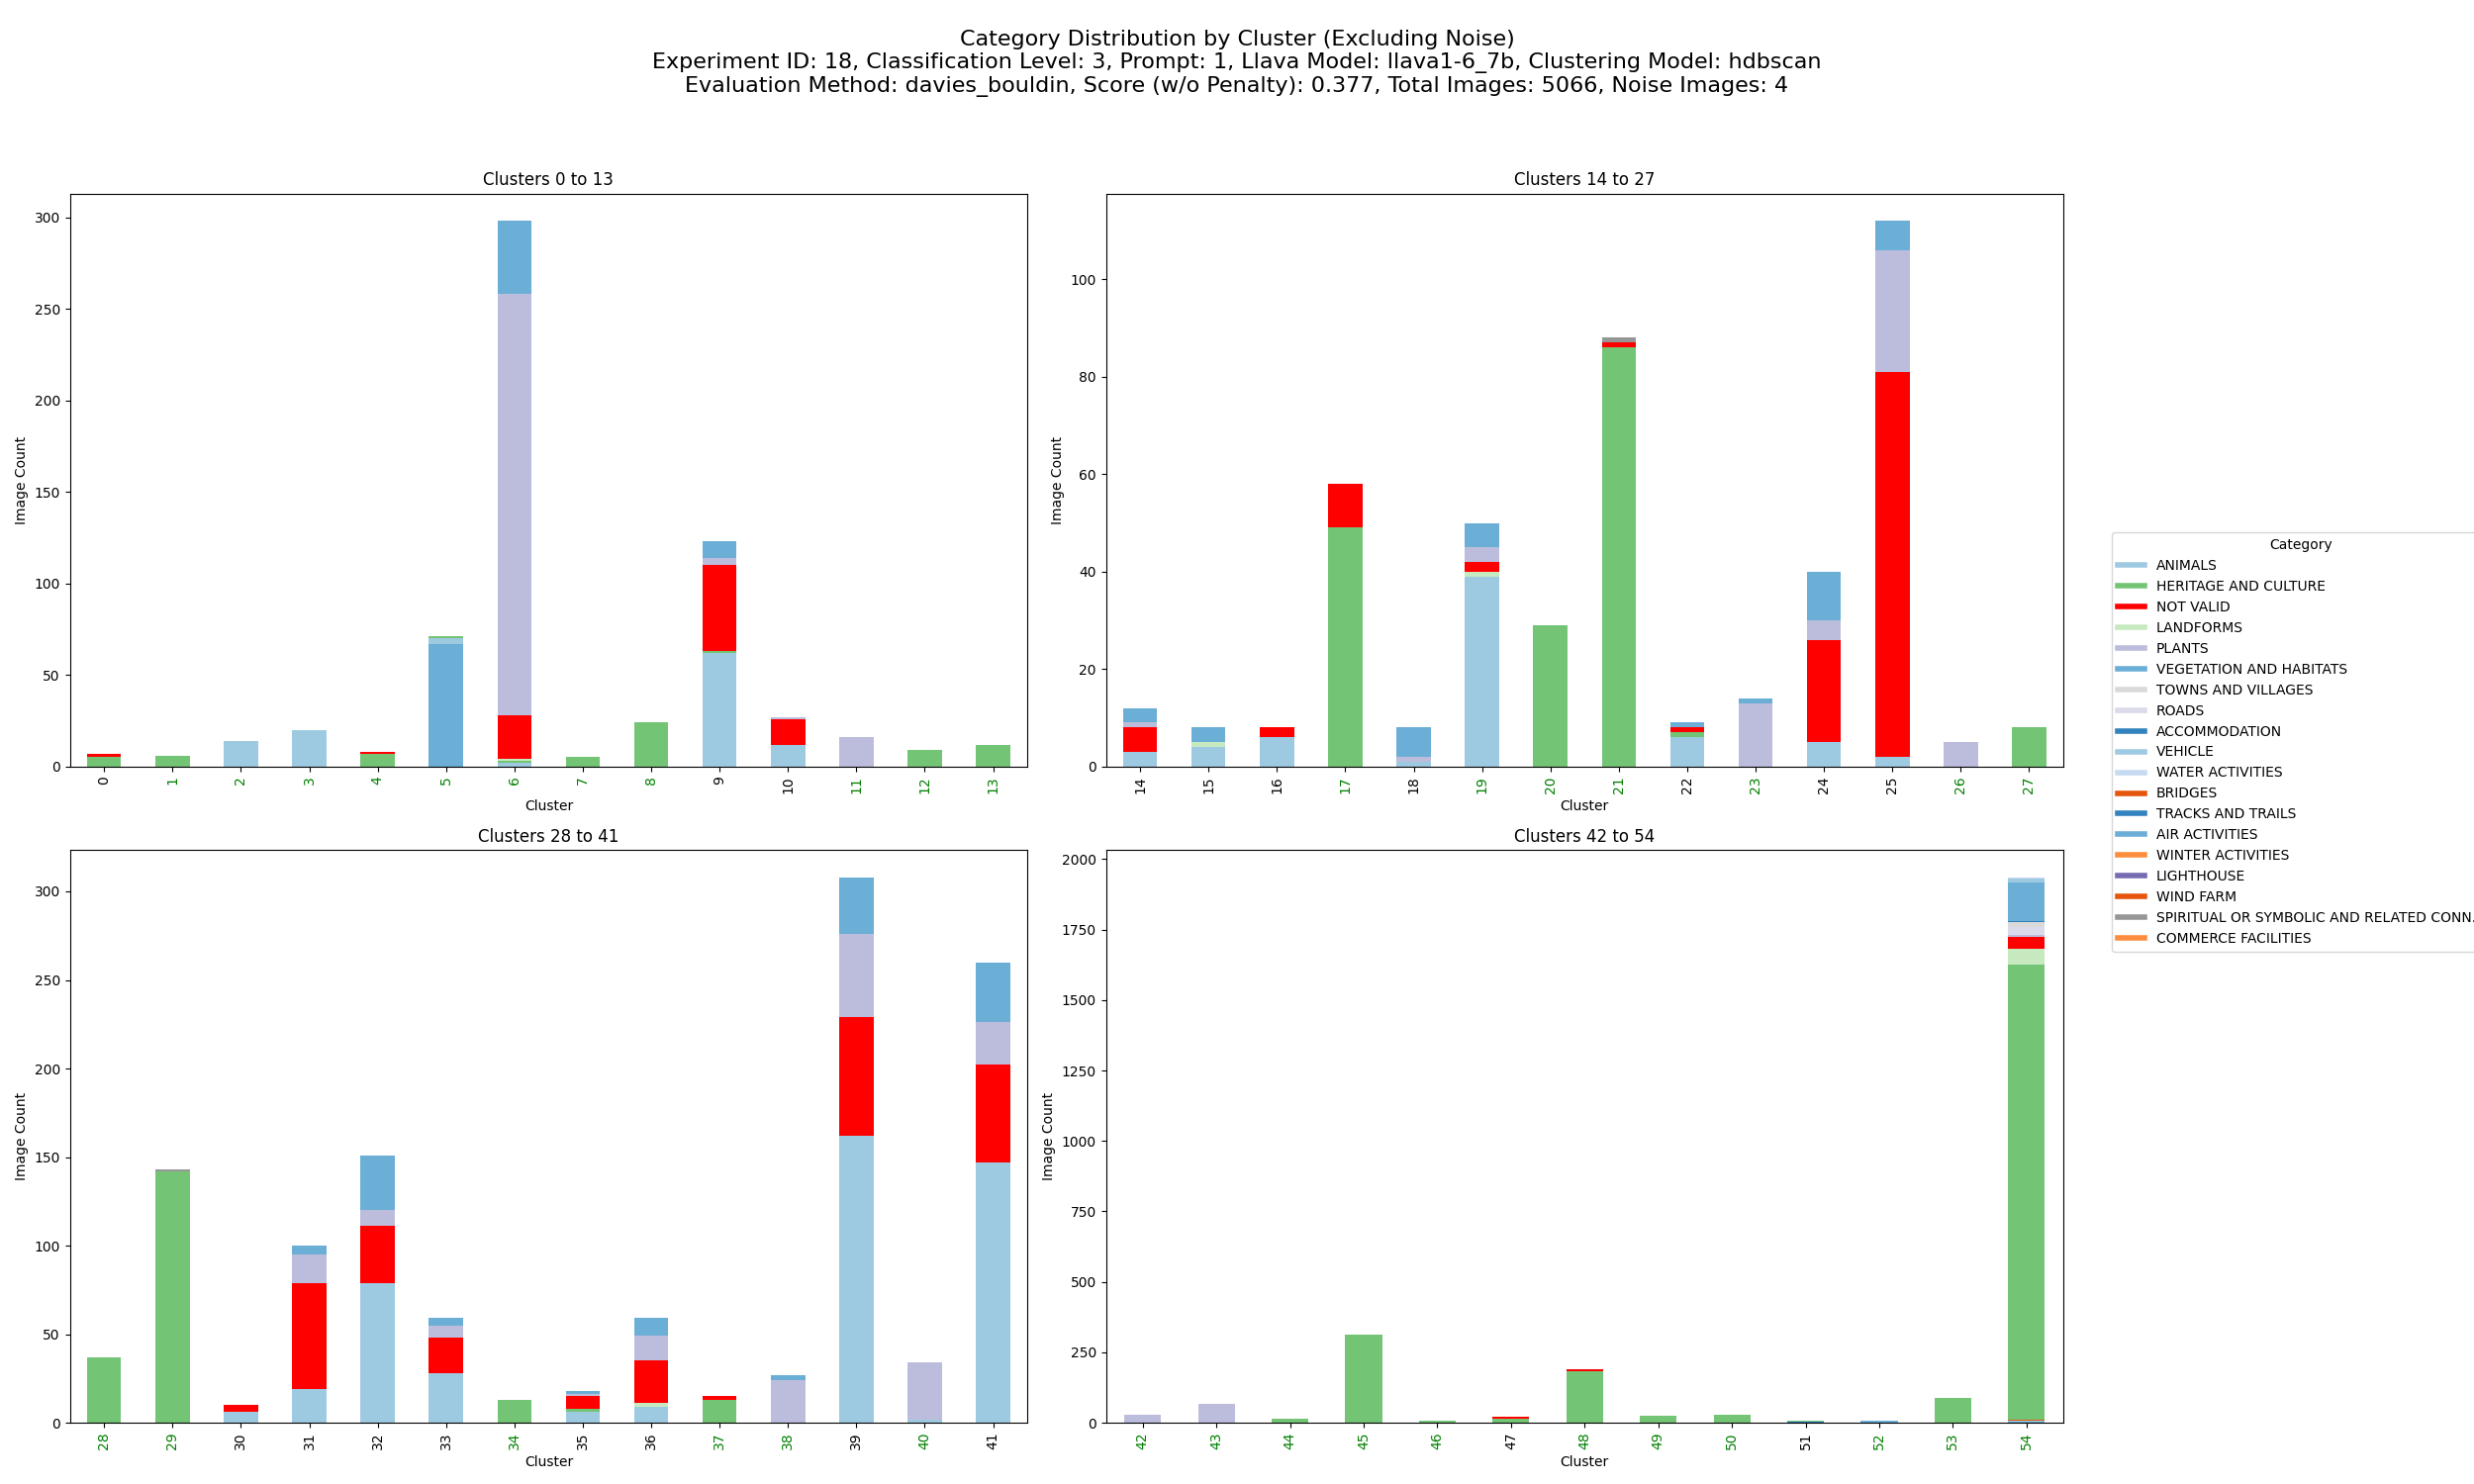 Category Distribution by Cluster (Excluding Noise)
Experiment ID: 18, Classification Level: 3, Prompt: 1, Llava Model: llava1-6_7b, Clustering Model: hdbscan
Evaluation Method: davies_bouldin, Score (w/o Penalty): 0.377, Total Images: 5066, Noise Images: 4
Clusters 0 to 13
300
250
200
150
100
50
0
Image Count
0 1 2 3 4 5 6 7 8 9 10 11 12 13
Cluster
Clusters 14 to 27
100
80
60
40
20
0
Image Count
14 15 16 17 18 19 20 21 22 23 24 25 26 27
Cluster
Clusters 28 to 41
300
250
200
150
100
50
0
Image Count
28 29 30 31 32 33 34 35 36 37 38 39 40 41
Cluster
Clusters 42 to 54
2000
1750
1500
1250
1000
750
500
250
0
Image Count
42 43 44 45 46 47 48 49 50 51 52 53 54
Cluster
Category
ANIMALS
HERITAGE AND CULTURE
NOT VALID
LANDFORMS
PLANTS
VEGETATION AND HABITATS
TOWNS AND VILLAGES
ROADS
ACCOMMODATION
VEHICLE
WATER ACTIVITIES
BRIDGES
TRACKS AND TRAILS
AIR ACTIVITIES
WINTER ACTIVITIES
LIGHTHOUSE
WIND FARM
SPIRITUAL OR SYMBOLIC AND RELATED CONN.
COMMERCE FACILITIES